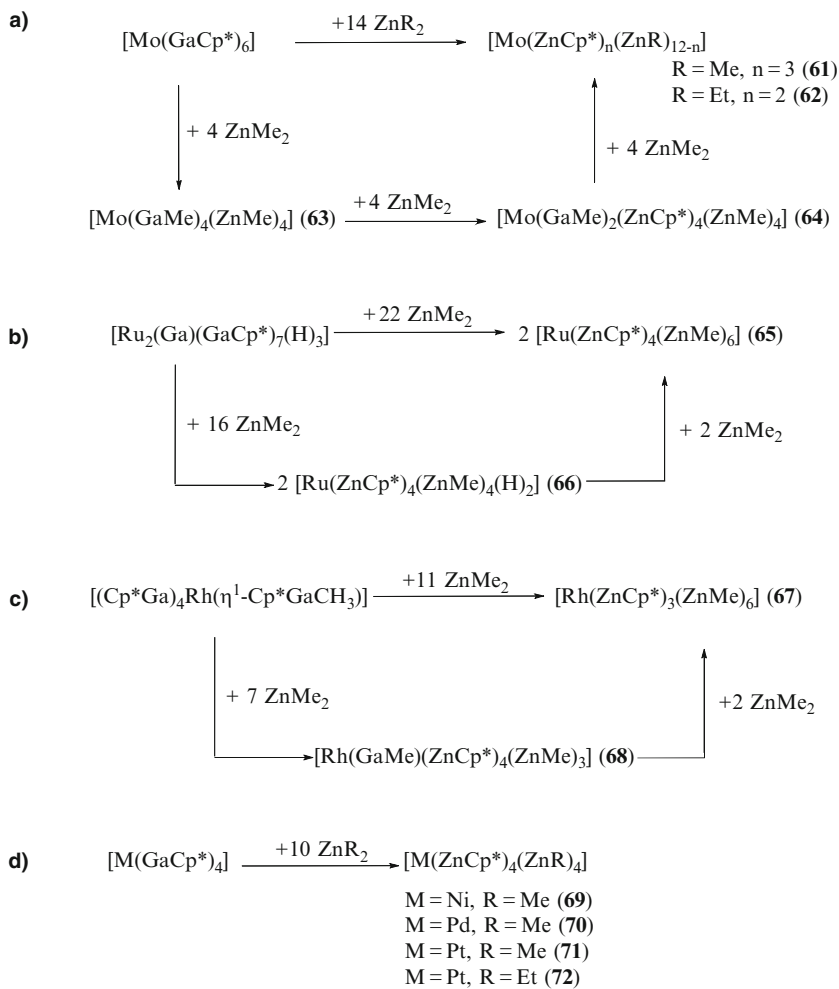 a)
+14 ZnR₂
[Mo(GaCp*)₆] [Mo(ZnCp*)ₙ(ZnR)₁₂₋ₙ]
R = Me, n = 3 (61)
R = Et, n = 2 (62)
+ 4 ZnMe₂ + 4 ZnMe₂
+4 ZnMe₂
[Mo(GaMe)₄(ZnMe)₄] (63) [Mo(GaMe)₂(ZnCp*)₄(ZnMe)₄] (64)
b)
+22 ZnMe₂
[Ru₂(Ga)(GaCp*)₇(H)₃] 2 [Ru(ZnCp*)₄(ZnMe)₆] (65)
+ 16 ZnMe₂ + 2 ZnMe₂
2 [Ru(ZnCp*)₄(ZnMe)₄(H)₂] (66)
c)
+11 ZnMe₂
[(Cp*Ga)₄Rh(η¹-Cp*GaCH₃)] [Rh(ZnCp*)₃(ZnMe)₆] (67)
+ 7 ZnMe₂ +2 ZnMe₂
[Rh(GaMe)(ZnCp*)₄(ZnMe)₃] (68)
d)
+10 ZnR₂
[M(GaCp*)₄] [M(ZnCp*)₄(ZnR)₄]
M = Ni, R = Me (69)
M = Pd, R = Me (70)
M = Pt, R = Me (71)
M = Pt, R = Et (72)